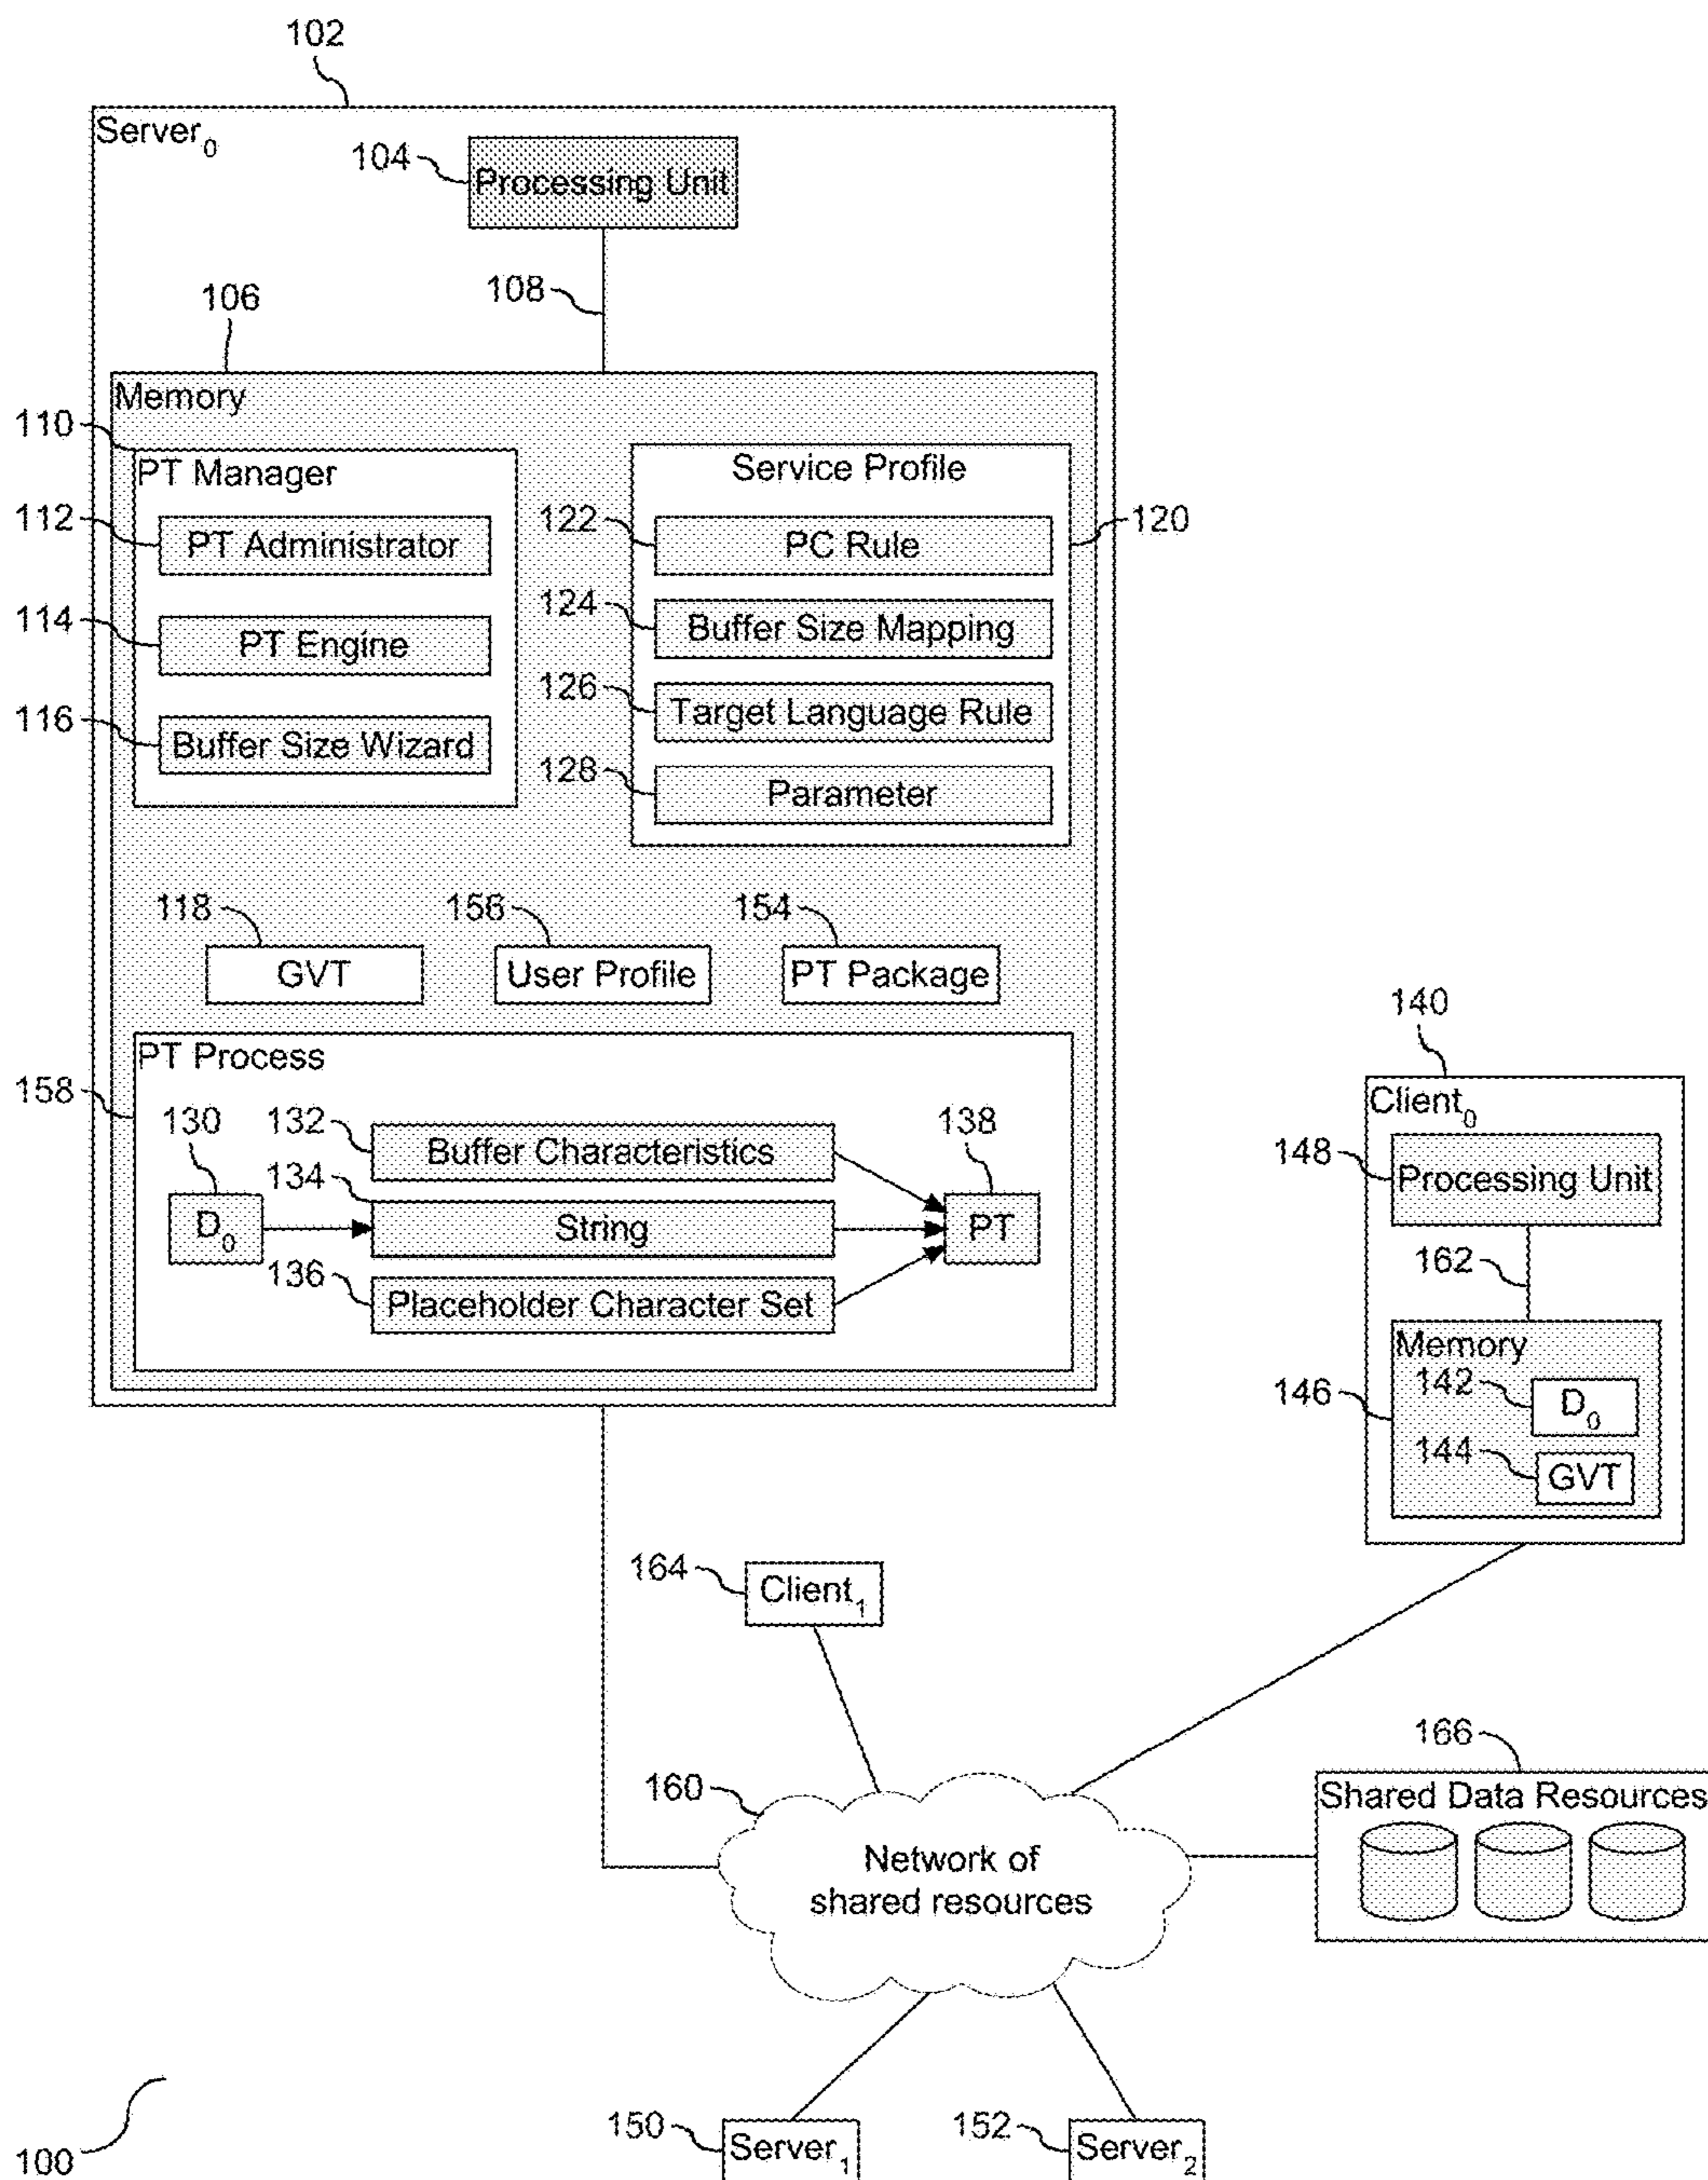 102
Server0
104
Processing Unit
108
106
Memory
110
PT Manager
112
PT Administrator
114
PT Engine
116
Buffer Size Wizard
Service Profile
120
122
PC Rule
124
Buffer Size Mapping
126
Target Language Rule
128
Parameter
118
GVT
156
User Profile
154
PT Package
PT Process
158
130
D0
132
Buffer Characteristics
134
String
136
Placeholder Character Set
138
PT
140
Client0
148
Processing Unit
162
Memory
146
142
D0
144
GVT
164
Client1
160
Network of
shared resources
166
Shared Data Resources
150
Server1
152
Server2
100